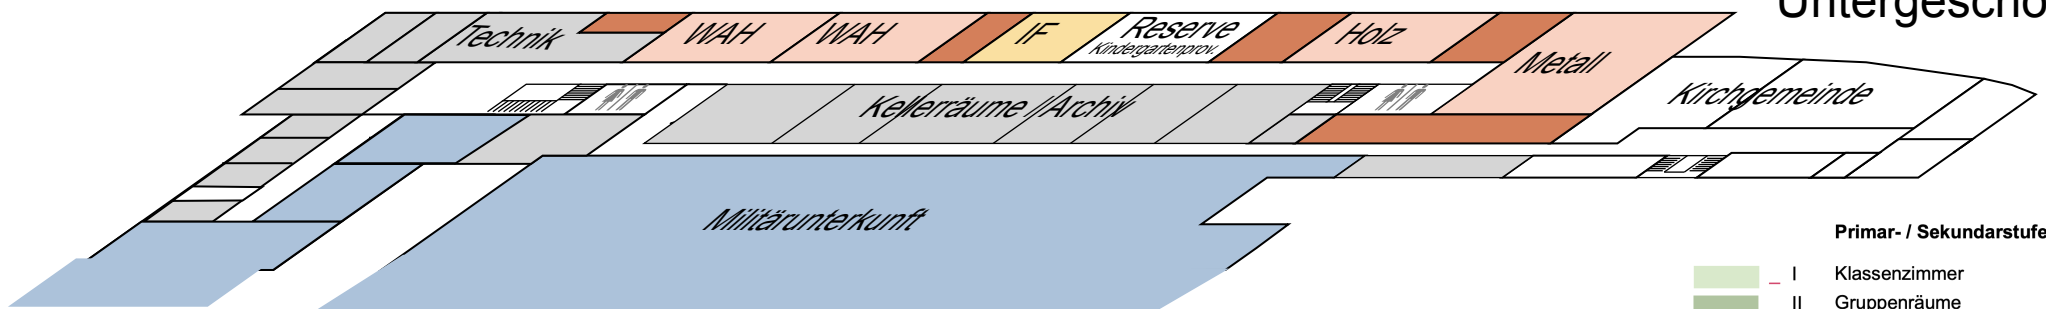 Untergescho
Technik
WAH
WAH
IF
Reserve
Kindergartenprov.
Holz
Metall
Kirchgemeinde
Kellerräume / Archiv
Militärunterkunft
Primar- / Sekundarstufe
I Klassenzimmer
II Gruppenräume